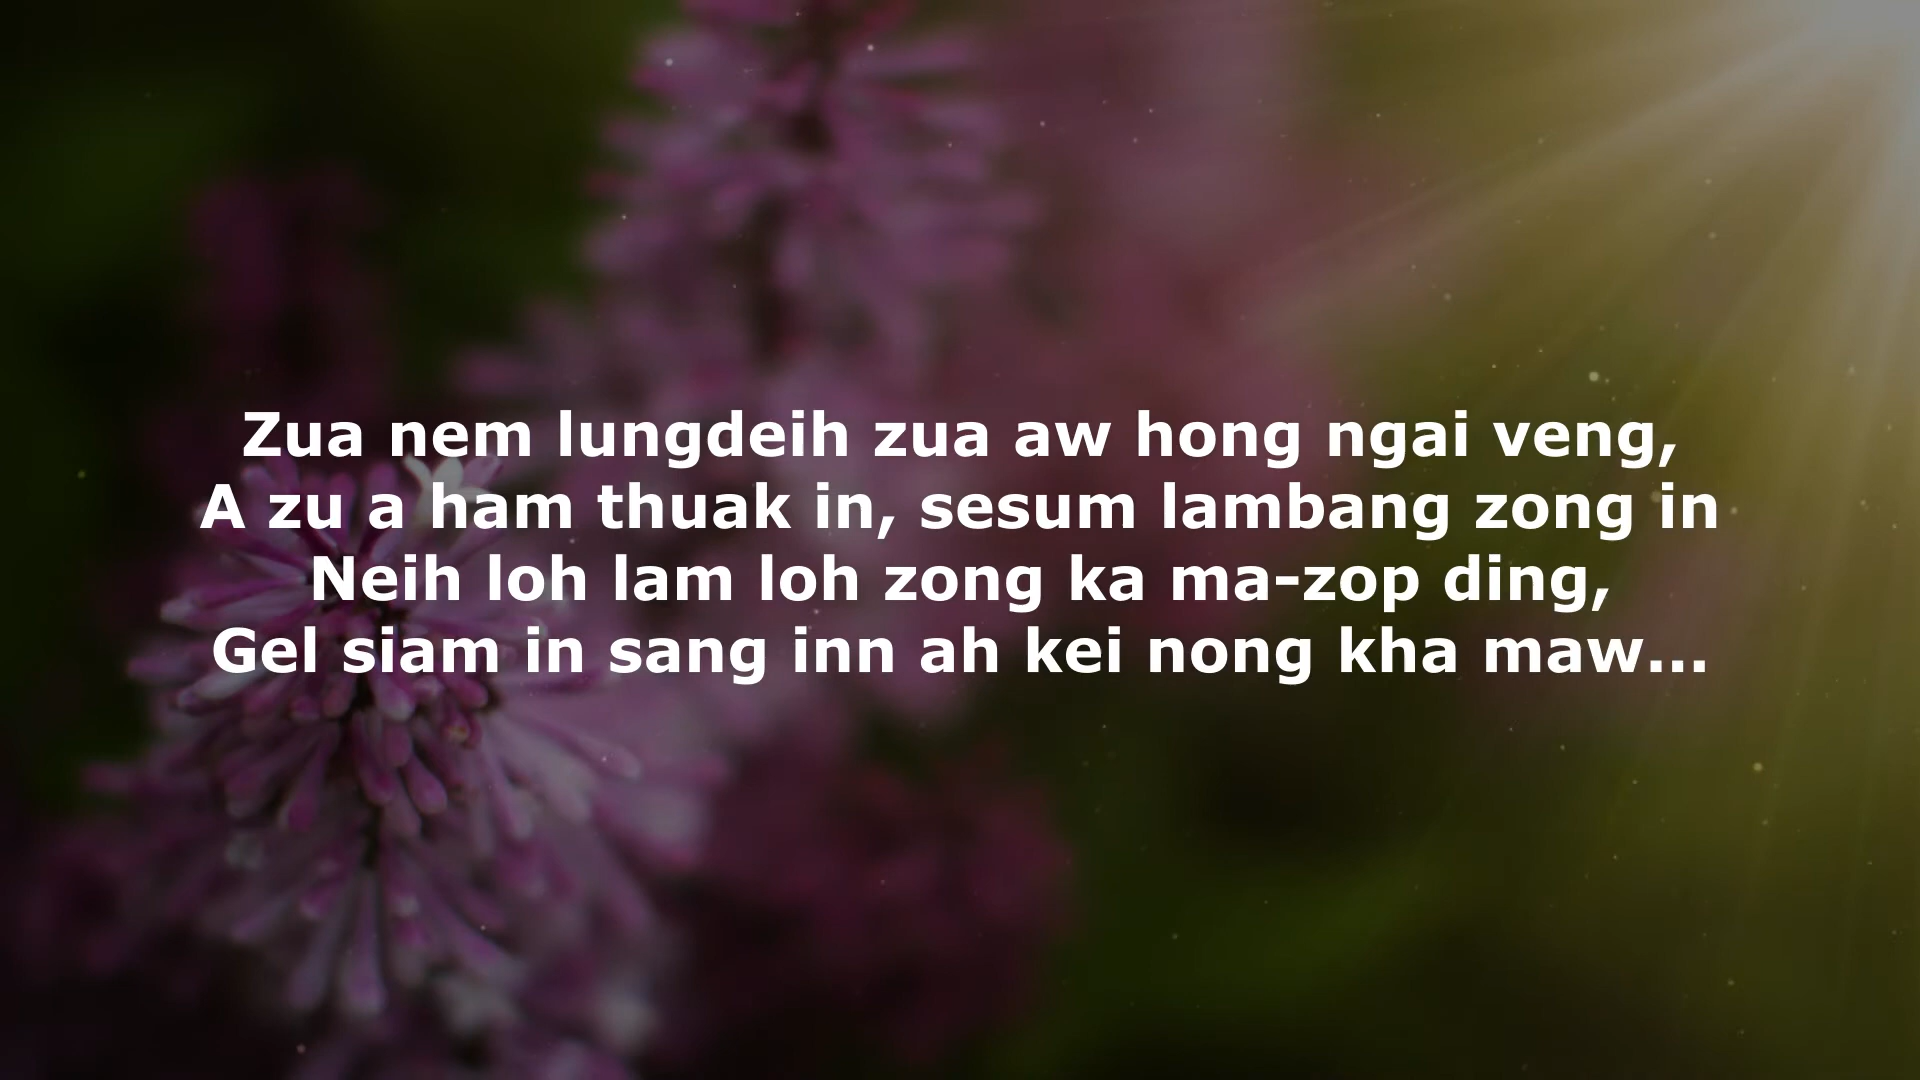 Zua nem lungdeih zua aw hong ngai veng,
A zu a ham thuak in, sesum lambang zong in
Neih loh lam loh zong ka ma-zop ding,
Gel siam in sang inn ah kei nong kha maw...